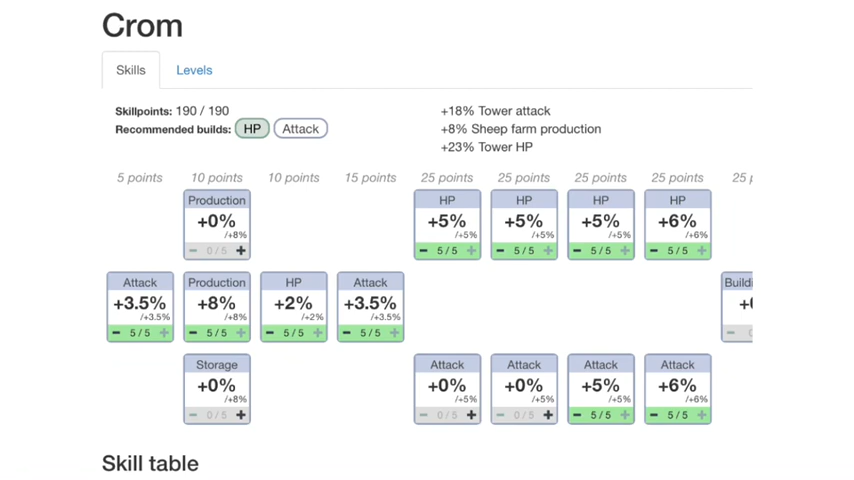 Crom
Skills Levels
Skillpoints: 190 / 190
Recommended builds: HP Attack
+18% Tower attack
+8% Sheep farm production
+23% Tower HP
5 points 10 points 10 points 15 points 25 points 25 points 25 points 25 points 25 p
Production HP HP HP HP
+0% +5% +5% +5% +6%
/+8% /+5% /+5% /+5% /+6%
− 0 / 5 + − 5 / 5 + − 5 / 5 + − 5 / 5 + − 5 / 5 +
Attack Production HP Attack Buildi
+3.5% +8% +2% +3.5% +0
/+3.5% /+8% /+2% /+3.5%
− 5 / 5 + − 5 / 5 + − 5 / 5 + − 5 / 5 + − 0
Storage Attack Attack Attack Attack
+0% +0% +0% +5% +6%
/+8% /+5% /+5% /+5% /+6%
− 0 / 5 + − 0 / 5 + − 0 / 5 + − 5 / 5 + − 5 / 5 +
Skill table